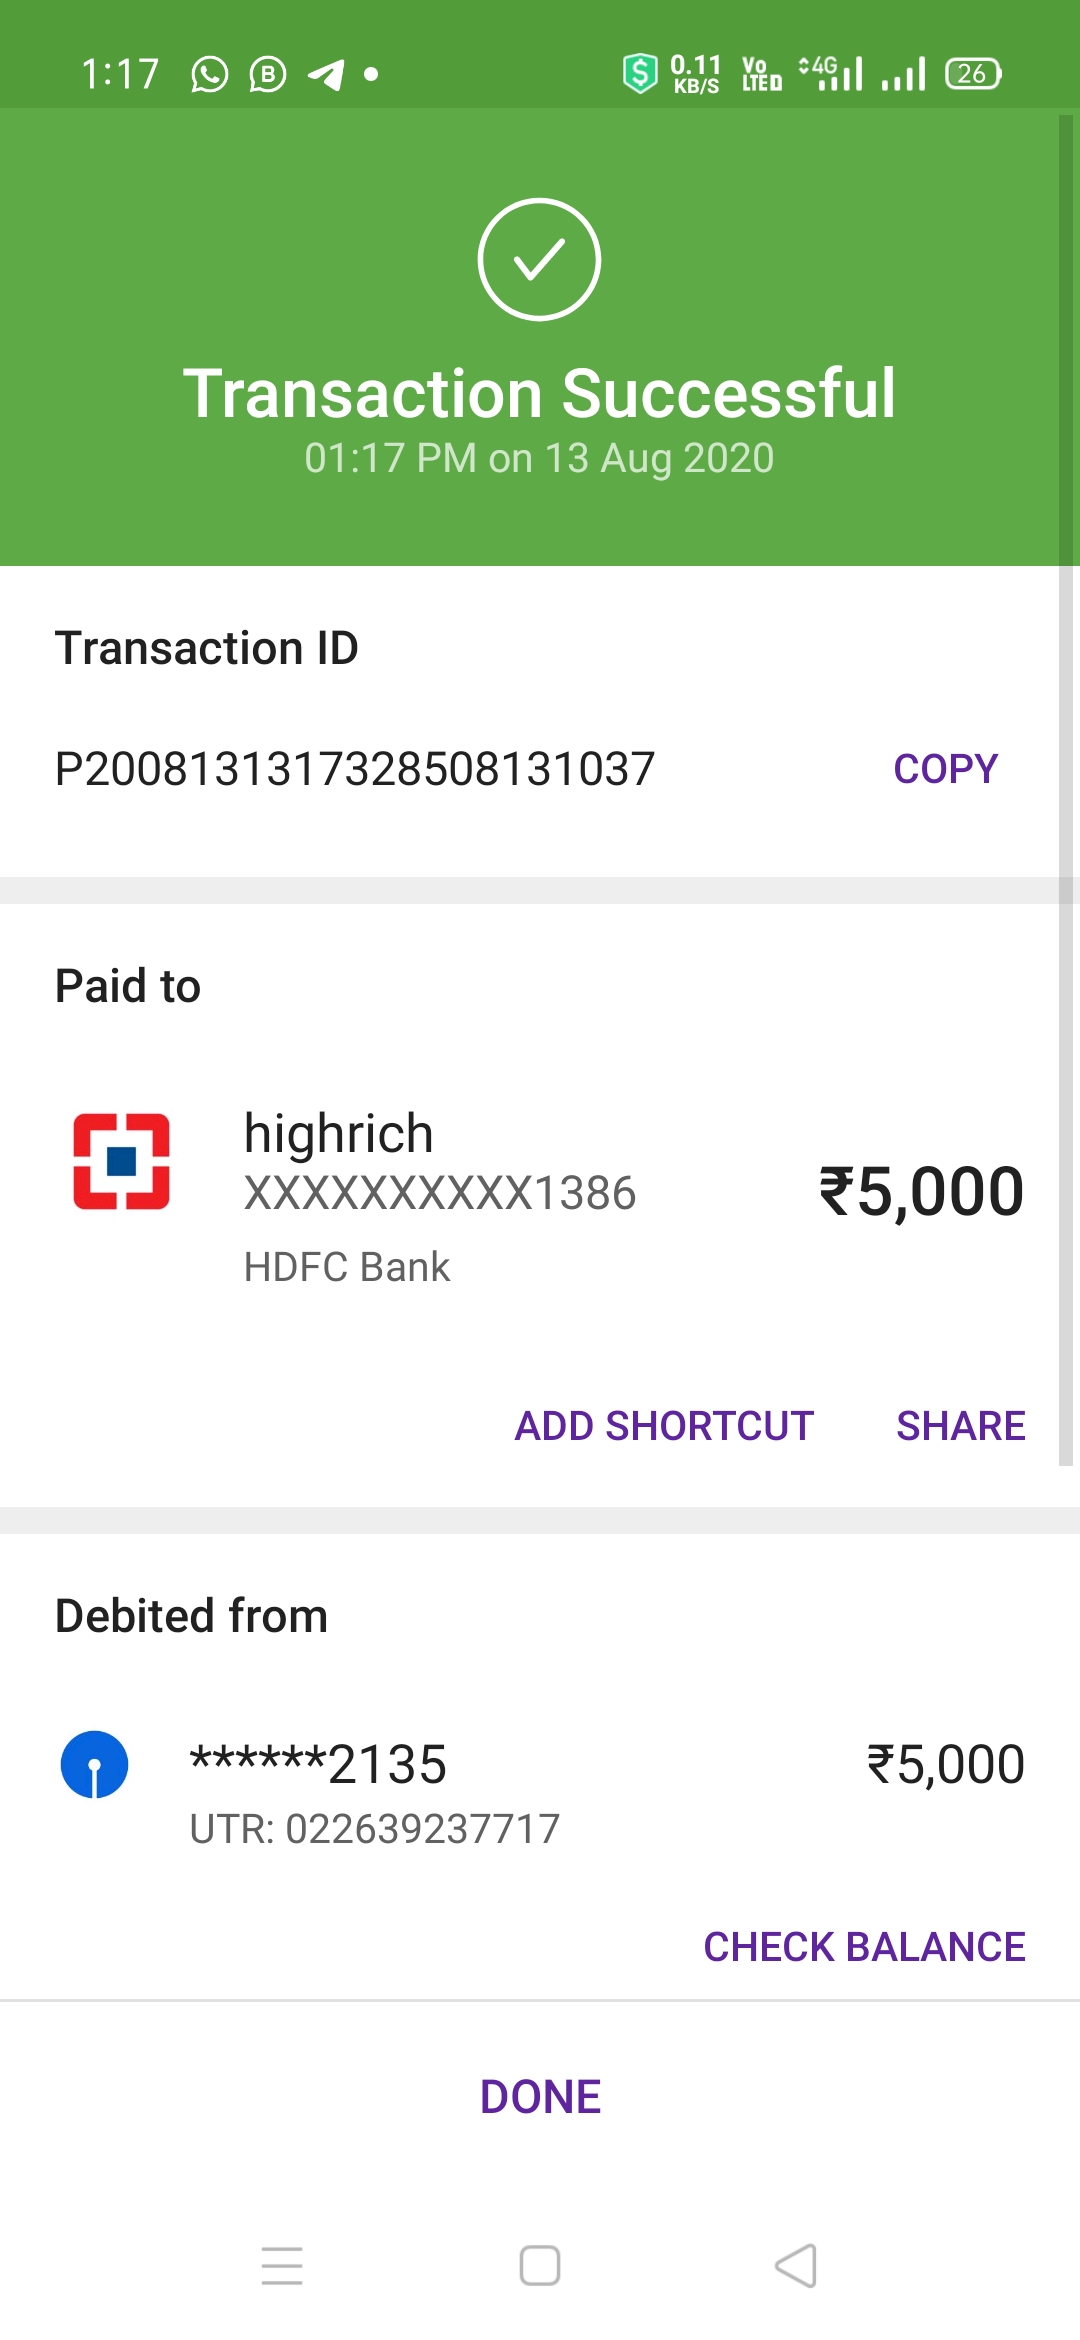 1:17 0.11 KB/S Vo LTE 4G 26
Transaction Successful
01:17 PM on 13 Aug 2020
Transaction ID
P2008131317328508131037 COPY
Paid to
highrich
XXXXXXXXXX1386 ₹5,000
HDFC Bank
ADD SHORTCUT SHARE
Debited from
******2135 ₹5,000
UTR: 022639237717
CHECK BALANCE
DONE